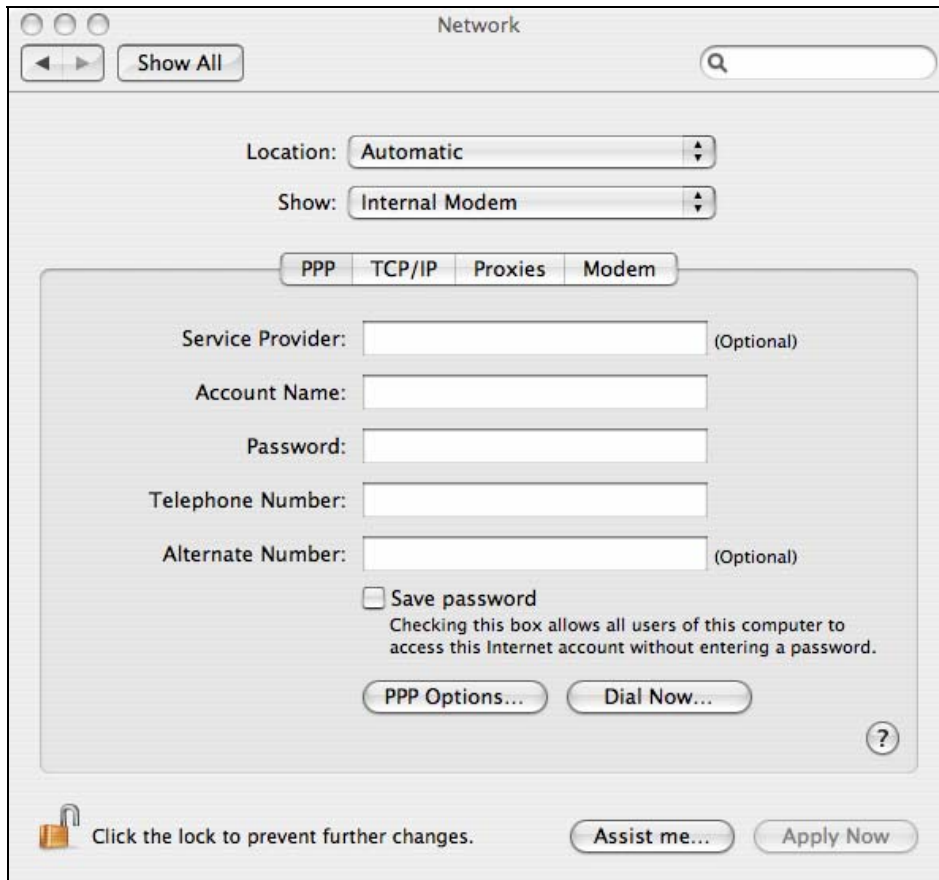 Network
Show All
Location: Automatic
Show: Internal Modem
PPP TCP/IP Proxies Modem
Service Provider: (Optional)
Account Name:
Password:
Telephone Number:
Alternate Number: (Optional)
Save password
Checking this box allows all users of this computer to
access this Internet account without entering a password.
PPP Options... Dial Now...
?
Click the lock to prevent further changes. Assist me... Apply Now